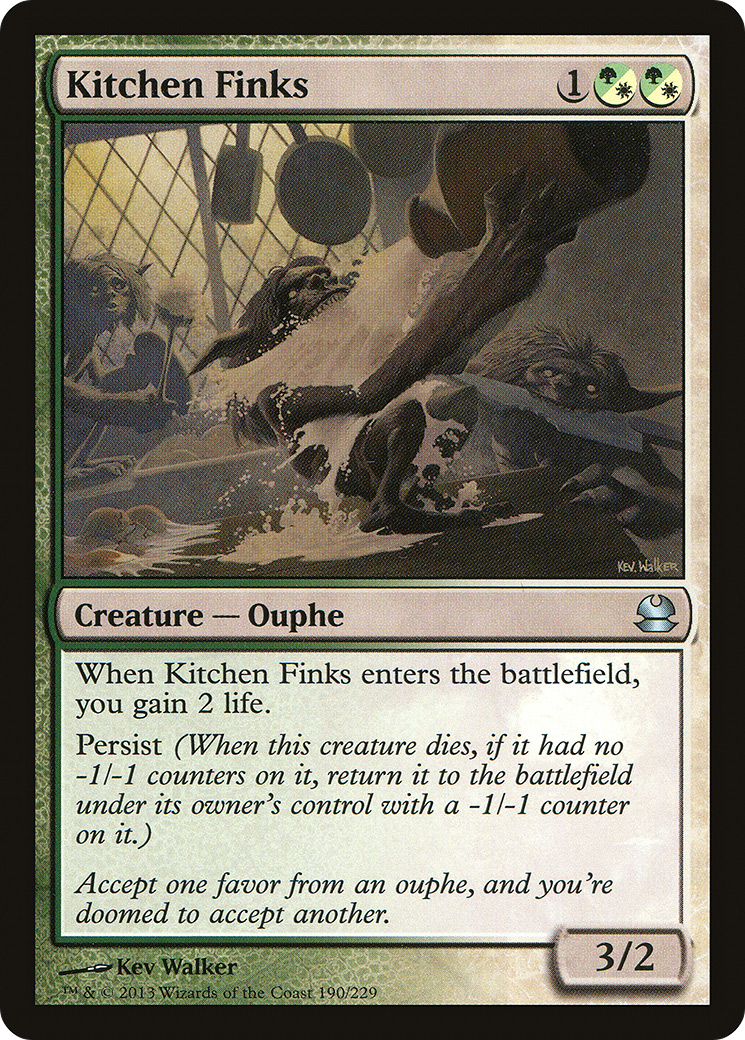 Kitchen Finks 1
KEV. WALKER
Creature — Ouphe
When Kitchen Finks enters the battlefield,
you gain 2 life.
Persist (When this creature dies, if it had no
-1/-1 counters on it, return it to the battlefield
under its owner's control with a -1/-1 counter
on it.)
Accept one favor from an ouphe, and you're
doomed to accept another.
3/2
Kev Walker
™ & © 2013 Wizards of the Coast 190/229